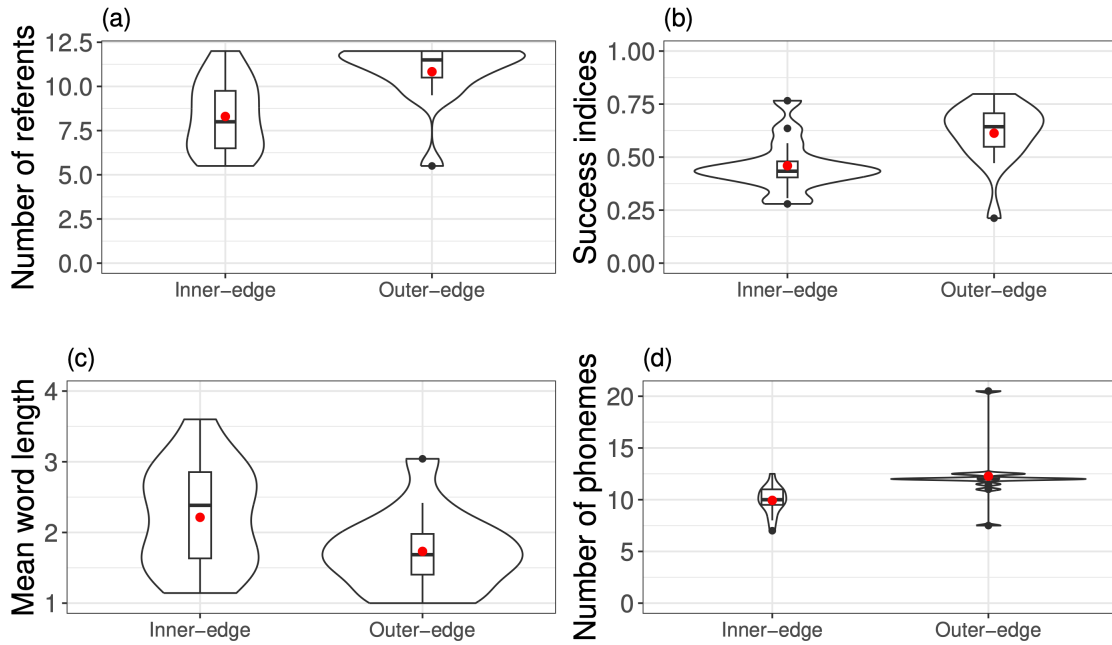 (a)
Number of referents
12.5
10.0
7.5
5.0
2.5
0.0
Inner−edge Outer−edge
(b)
Success indices
1.00
0.75
0.50
0.25
0.00
Inner−edge Outer−edge
(c)
Mean word length
4
3
2
1
Inner−edge Outer−edge
(d)
Number of phonemes
20
15
10
5
0
Inner−edge Outer−edge